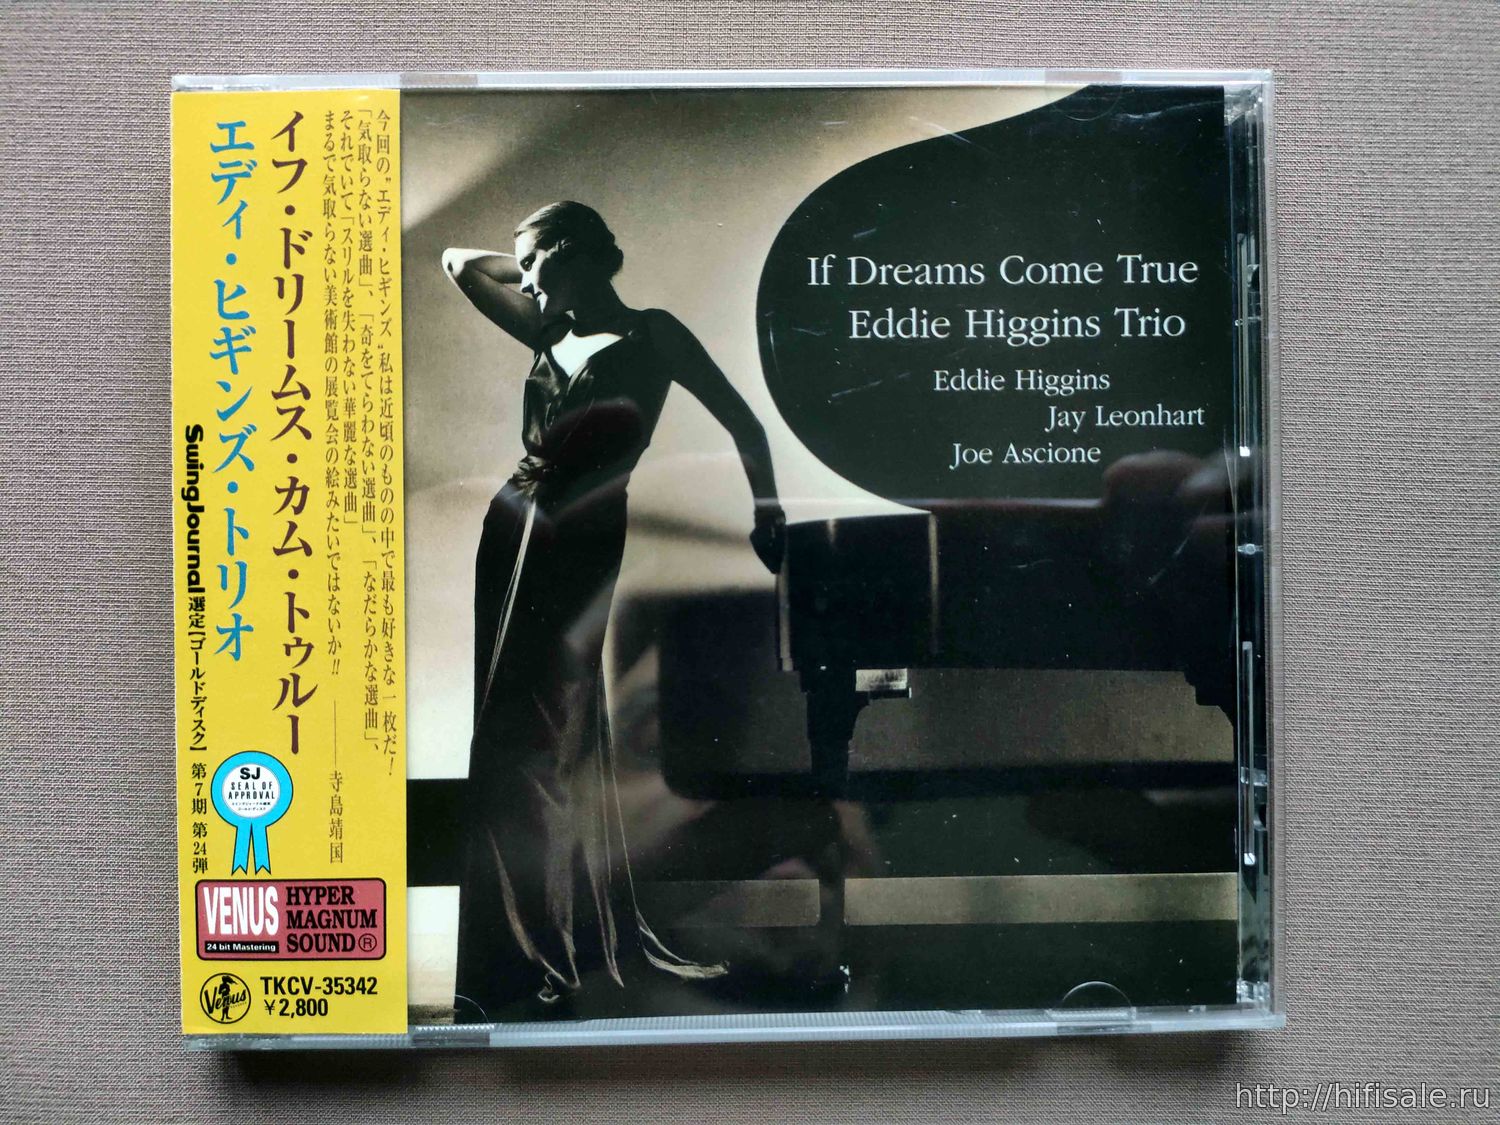 今回の"エディ・ヒギンズ"私は近頃のものの中で最も好きな一枚だ!
「気取らない選曲」、「奇をてらわない選曲」、「なだらかな選曲」、
それでいて「スリルを失わない華麗な選曲」
まるで気取らない美術館の展覧会の絵みたいではないか!!
———寺島靖国
イフ・ドリームス・カム・トゥルー
エディ・ヒギンズ・トリオ
SwingJournal選定【ゴールドディスク】 第7期 第24弾
SJ
SEAL OF
APPROVAL
VENUS
24 bit Mastering
HYPER
MAGNUM
SOUND®
Venus
TKCV-35342
¥2,800
If Dreams Come True
Eddie Higgins Trio
Eddie Higgins
Jay Leonhart
Joe Ascione
http://hifisale.ru